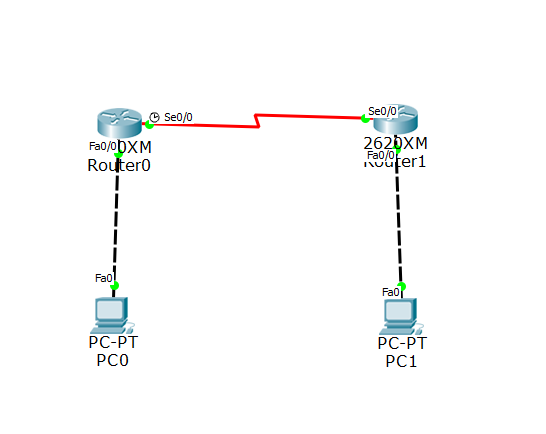 Se0/0
Se0/0
Fa0/0
0XM
Router0
2620XM
Fa0/0
Router1
Fa0
Fa0
PC-PT
PC0
PC-PT
PC1